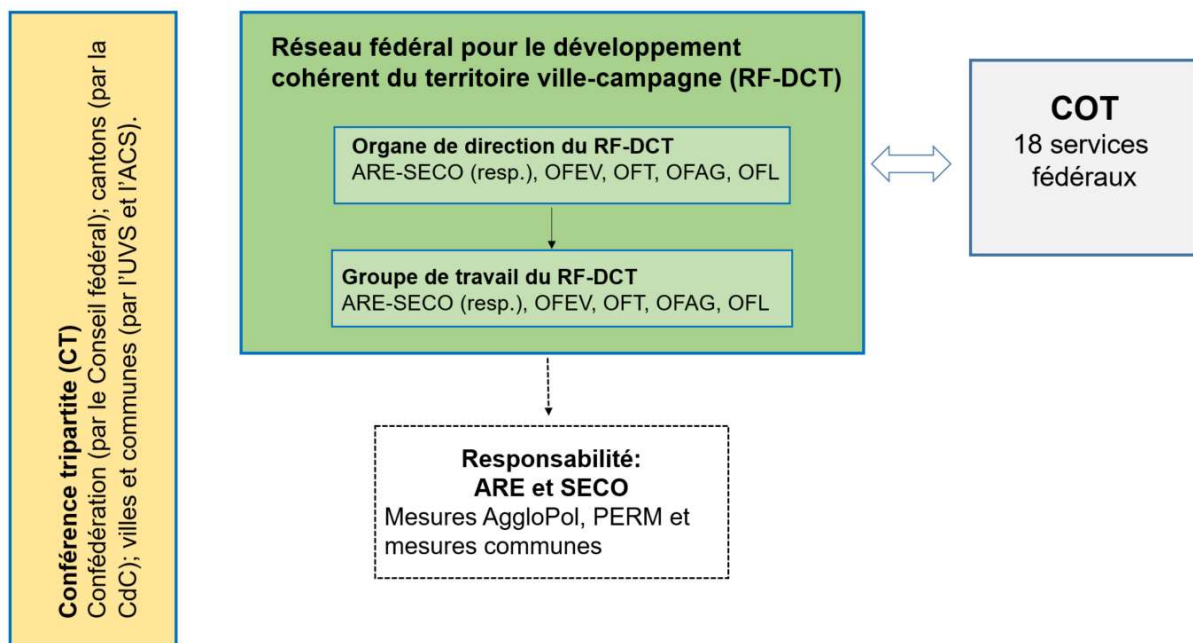 Conférence tripartite (CT)
Confédération (par le Conseil fédéral); cantons (par la
CdC); villes et communes (par l'UVS et l'ACS).
Réseau fédéral pour le développement
cohérent du territoire ville-campagne (RF-DCT)
Organe de direction du RF-DCT
ARE-SECO (resp.), OFEV, OFT, OFAG, OFL
Groupe de travail du RF-DCT
ARE-SECO (resp.), OFEV, OFT, OFAG, OFL
COT
18 services
fédéraux
Responsabilité:
ARE et SECO
Mesures AggloPol, PERM et
mesures communes